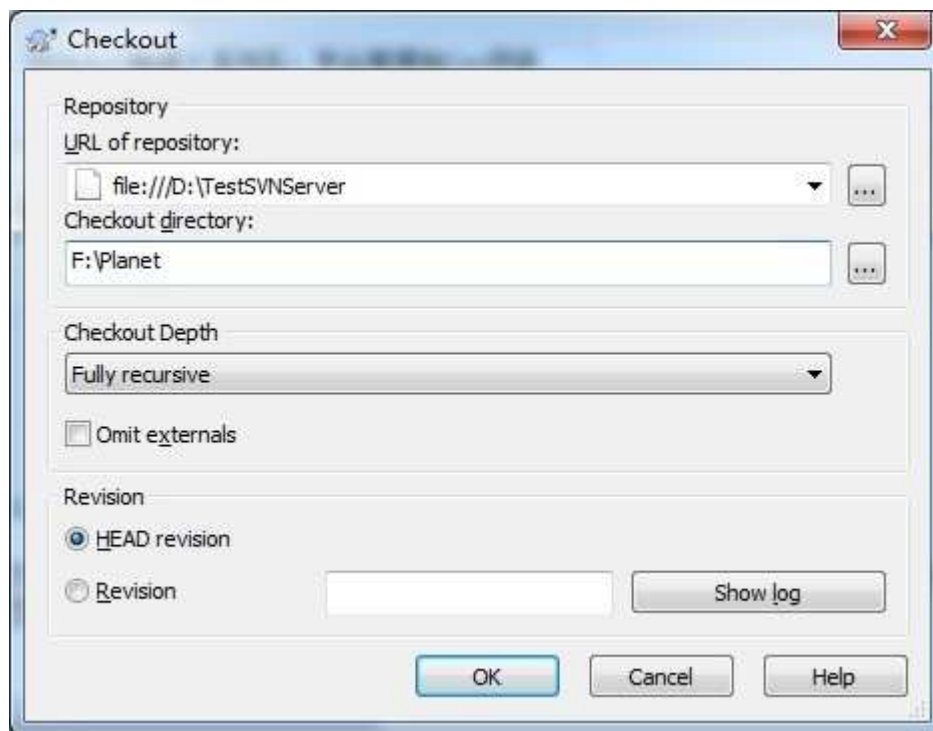 Checkout
Repository
URL of repository:
file:///D:\TestSVNServer
...
Checkout directory:
F:\Planet
...
Checkout Depth
Fully recursive
Omit externals
Revision
HEAD revision
Revision
Show log
OK Cancel Help